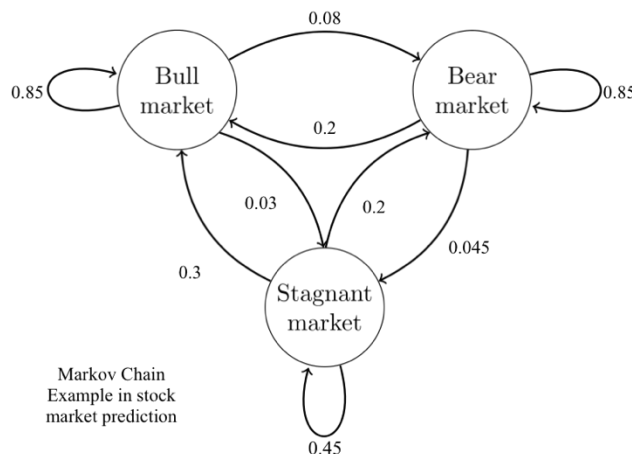 0.08
Bull
market
Bear
market
0.85
0.85
0.2
0.03
0.2
0.045
0.3
Stagnant
market
Markov Chain
Example in stock
market prediction
0.45